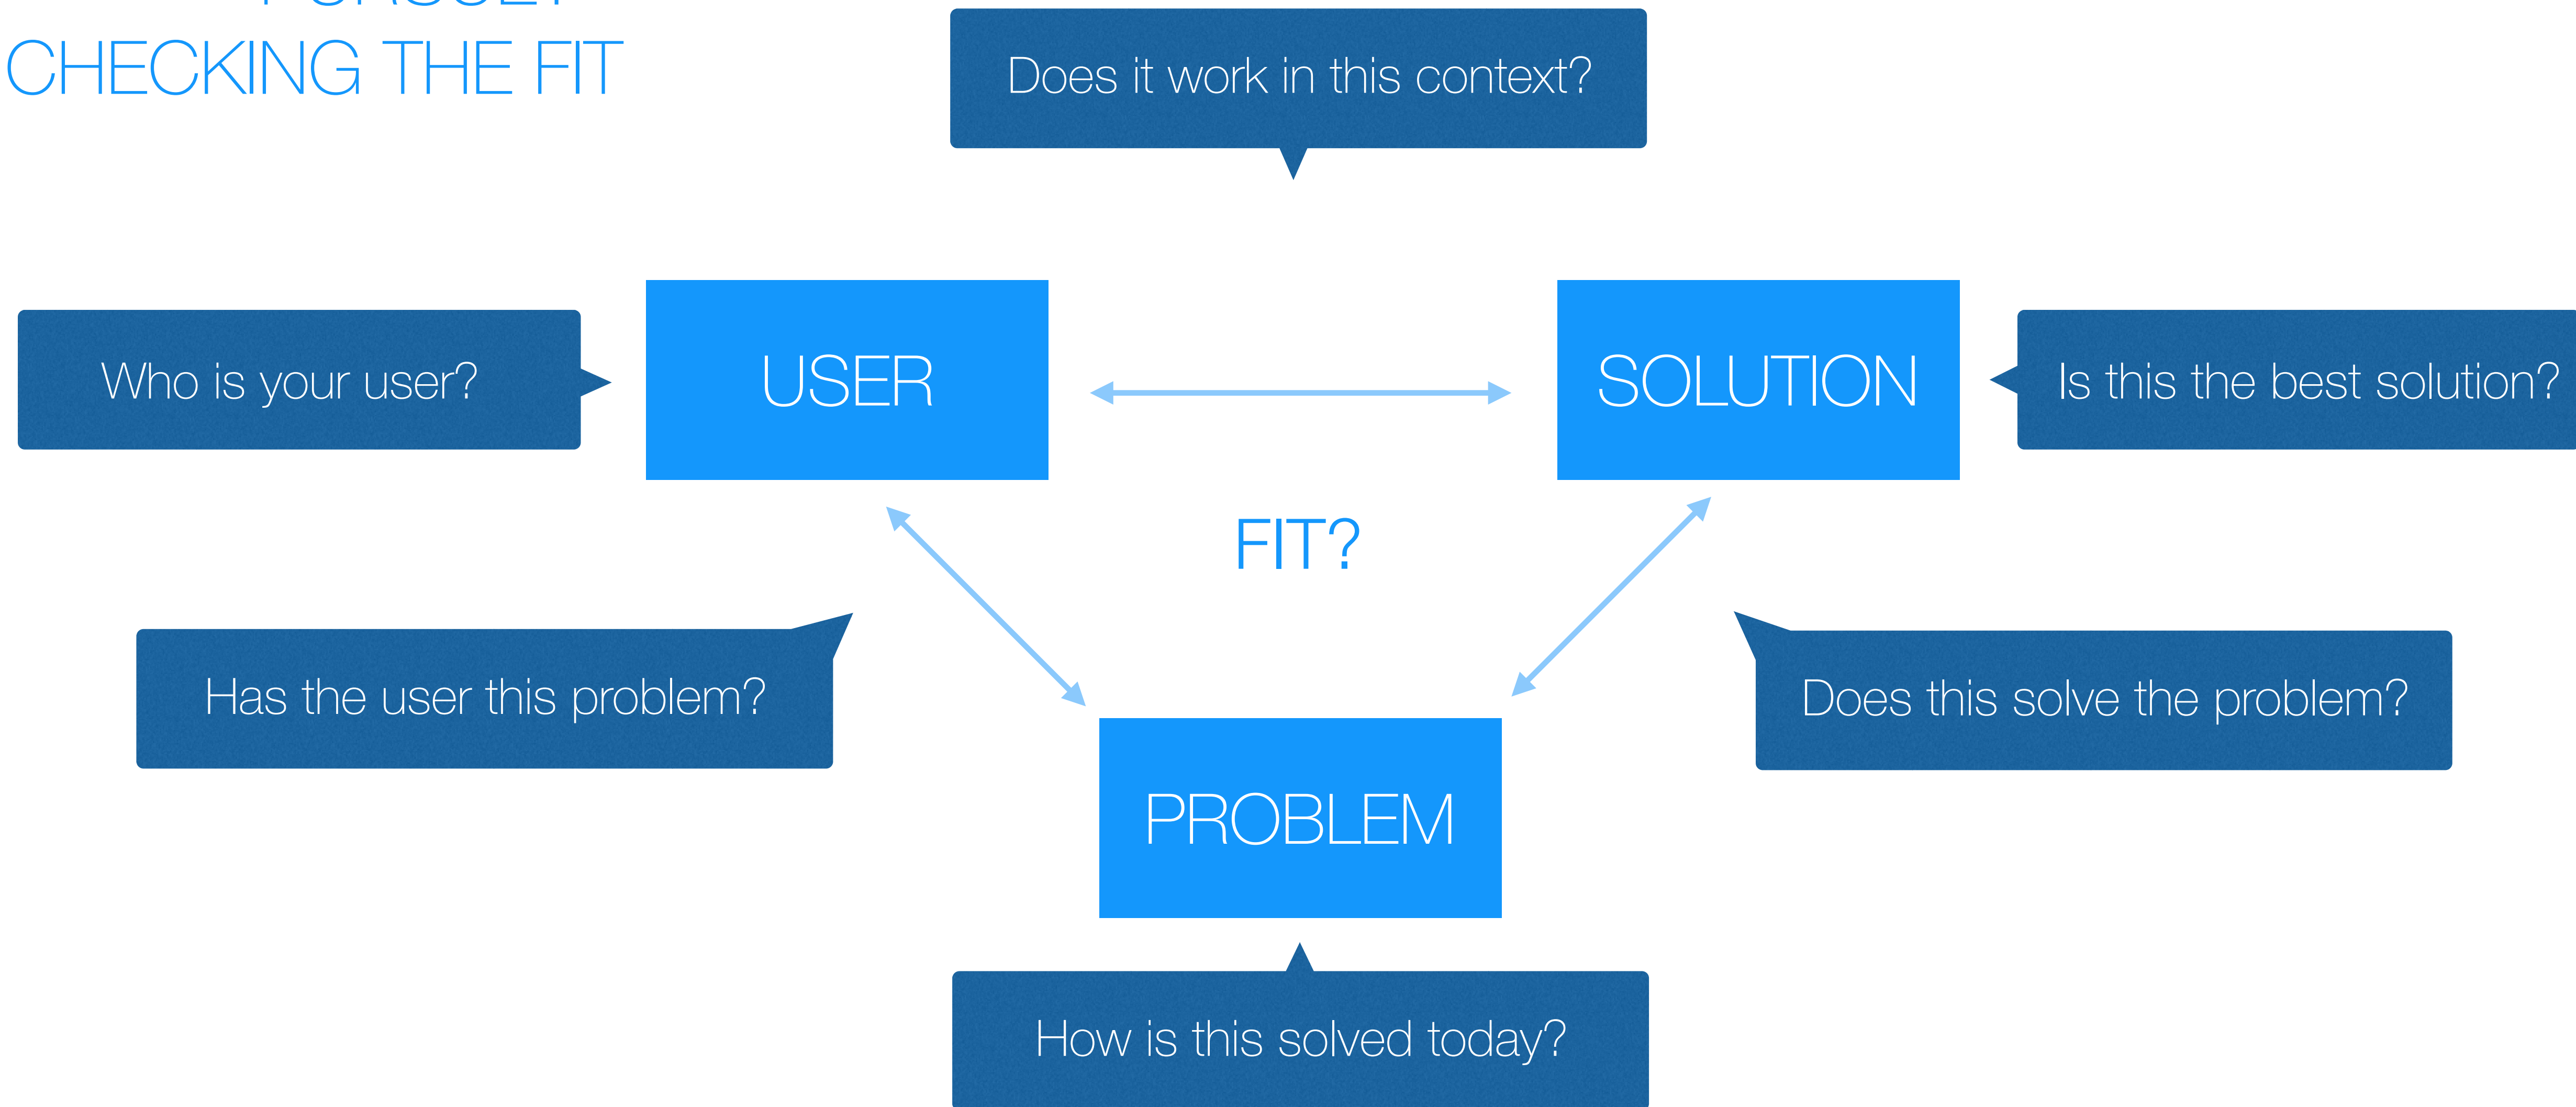 CHECKING THE FIT
Does it work in this context?
Who is your user?
USER
SOLUTION
Is this the best solution?
FIT?
Has the user this problem?
Does this solve the problem?
PROBLEM
How is this solved today?